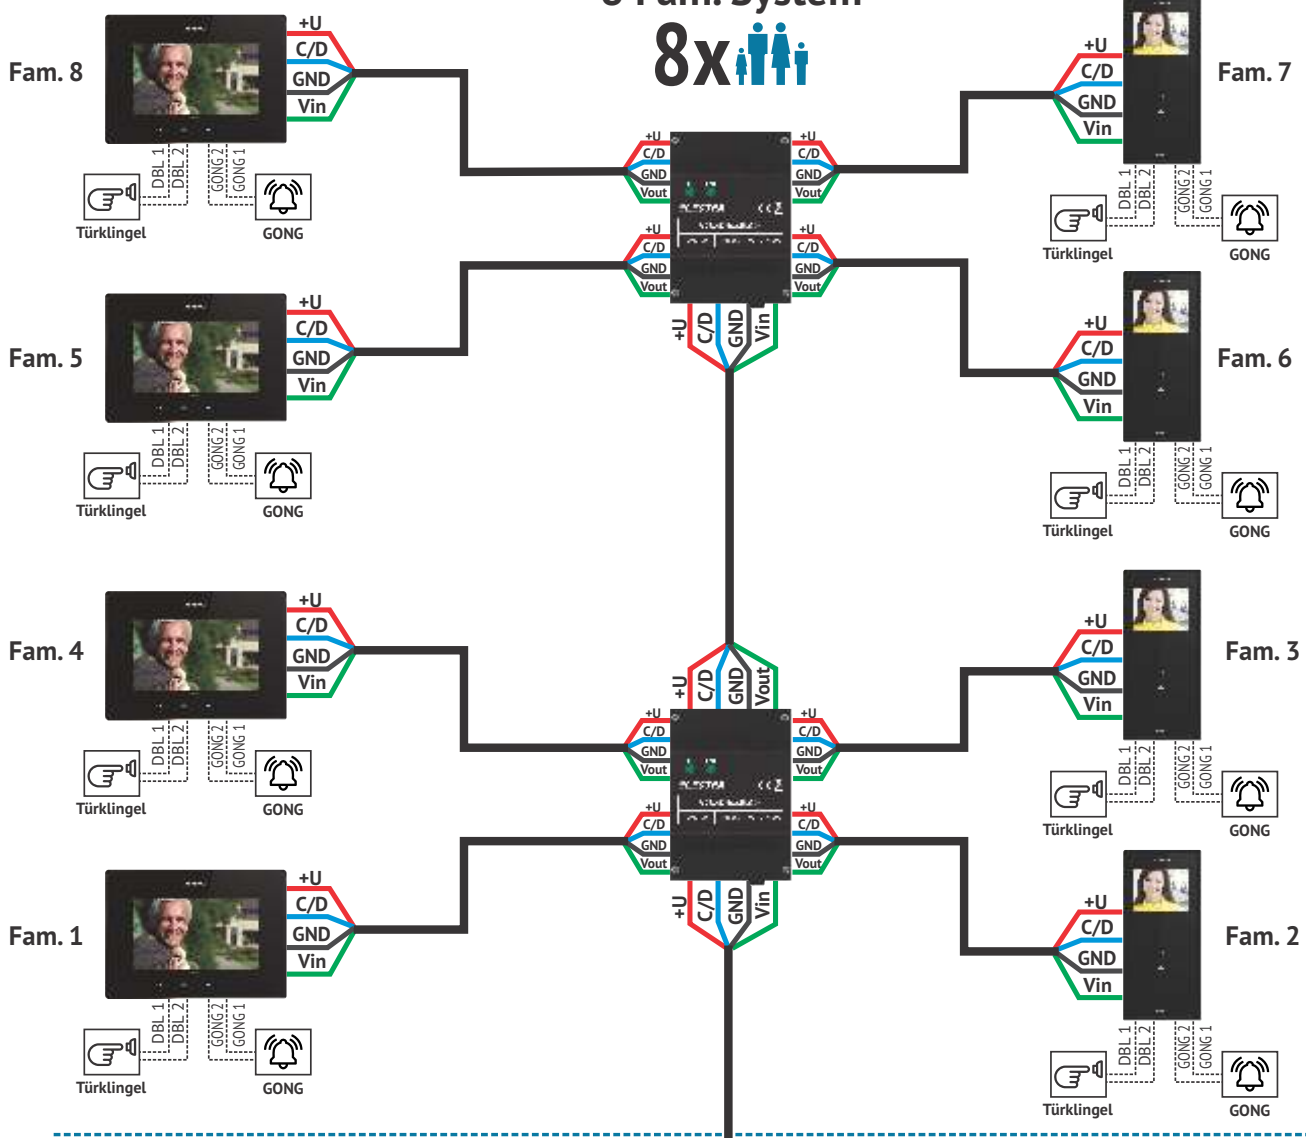 8 Fam. System
8x
Fam. 8
+U
C/D
GND
Vin
DBL 1
DBL 2
GONG 2
GONG 1
Türklingel
GONG
+U
C/D
GND
Vout
+U
C/D
GND
Vout
+U
C/D
GND
Vin
Fam. 7
DBL 1
DBL 2
GONG 2
GONG 1
Türklingel
GONG
Fam. 5
+U
C/D
GND
Vin
DBL 1
DBL 2
GONG 2
GONG 1
Türklingel
GONG
+U
C/D
GND
Vout
+U
C/D
GND
Vout
+U
C/D
GND
Vin
+U
C/D
GND
Vin
Fam. 6
DBL 1
DBL 2
GONG 2
GONG 1
Türklingel
GONG
Fam. 4
+U
C/D
GND
Vin
DBL 1
DBL 2
GONG 2
GONG 1
Türklingel
GONG
+U
C/D
GND
Vout
+U
C/D
GND
Vout
+U
C/D
GND
Vout
+U
C/D
GND
Vin
Fam. 3
DBL 1
DBL 2
GONG 2
GONG 1
Türklingel
GONG
Fam. 1
+U
C/D
GND
Vin
DBL 1
DBL 2
GONG 2
GONG 1
Türklingel
GONG
+U
C/D
GND
Vout
+U
C/D
GND
Vout
+U
C/D
GND
Vin
+U
C/D
GND
Vin
Fam. 2
DBL 1
DBL 2
GONG 2
GONG 1
Türklingel
GONG